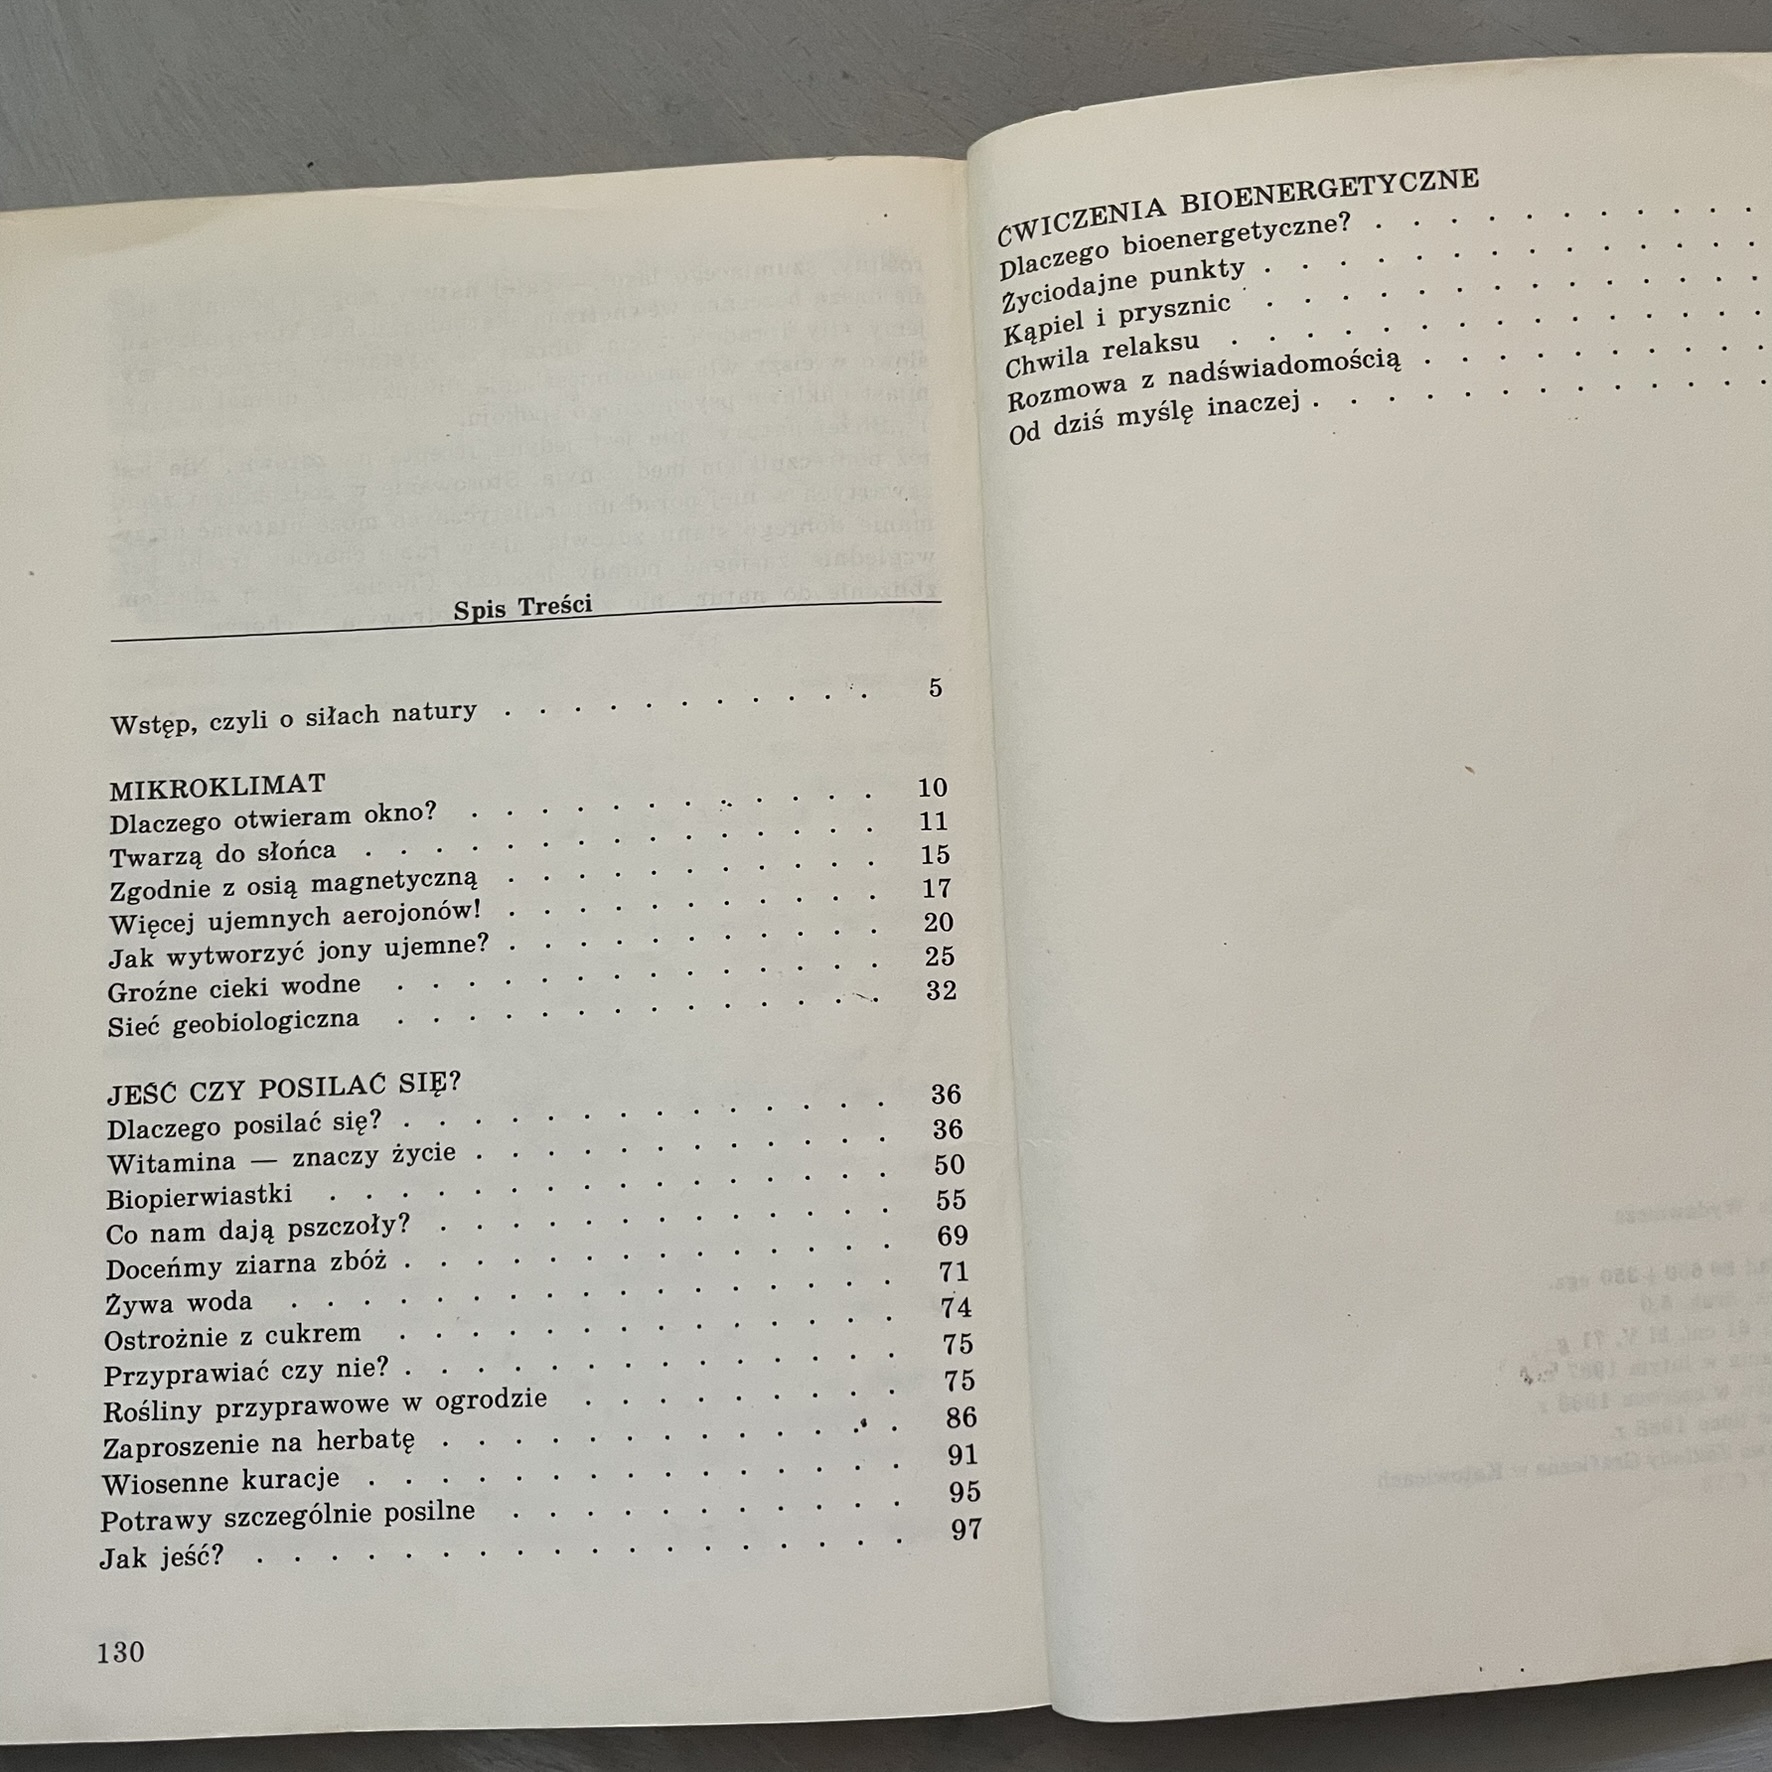 Spis Treści
Wstęp, czyli o siłach natury . . . . . . . . . . . 5
MIKROKLIMAT
Dlaczego otwieram okno? . . . . . . . . . . . . 10
Twarzą do słońca . . . . . . . . . . . . . . . 11
Zgodnie z osią magnetyczną . . . . . . . . . . . 15
Więcej ujemnych aerojonów! . . . . . . . . . . . 17
Jak wytworzyć jony ujemne? . . . . . . . . . . . 20
Groźne cieki wodne . . . . . . . . . . . . . . 25
Sieć geobiologiczna . . . . . . . . . . . . . . 32
JEŚĆ CZY POSILAĆ SIĘ?
Dlaczego posilać się? . . . . . . . . . . . . . . 36
Witamina — znaczy życie . . . . . . . . . . . . 36
Biopierwiastki . . . . . . . . . . . . . . . . 50
Co nam dają pszczoły? . . . . . . . . . . . . . 55
Doceńmy ziarna zbóż . . . . . . . . . . . . . . 69
Żywa woda . . . . . . . . . . . . . . . . . 71
Ostrożnie z cukrem . . . . . . . . . . . . . . 74
Przyprawiać czy nie? . . . . . . . . . . . . . . 75
Rośliny przyprawowe w ogrodzie . . . . . . . . . 75
Zaproszenie na herbatę . . . . . . . . . . . . . 86
Wiosenne kuracje . . . . . . . . . . . . . . . 91
Potrawy szczególnie posilne . . . . . . . . . . . 95
Jak jeść? . . . . . . . . . . . . . . . . . . 97
130
ĆWICZENIA BIOENERGETYCZNE
Dlaczego bioenergetyczne? . . . . . . . . . . .
Życiodajne punkty . . . . . . . . . . . . . .
Kąpiel i prysznic . . . . . . . . . . . . . .
Chwila relaksu . . . . . . . . . . . . . . .
Rozmowa z nadświadomością . . . . . . . . . .
Od dziś myślę inaczej . . . . . . . . . . . . .